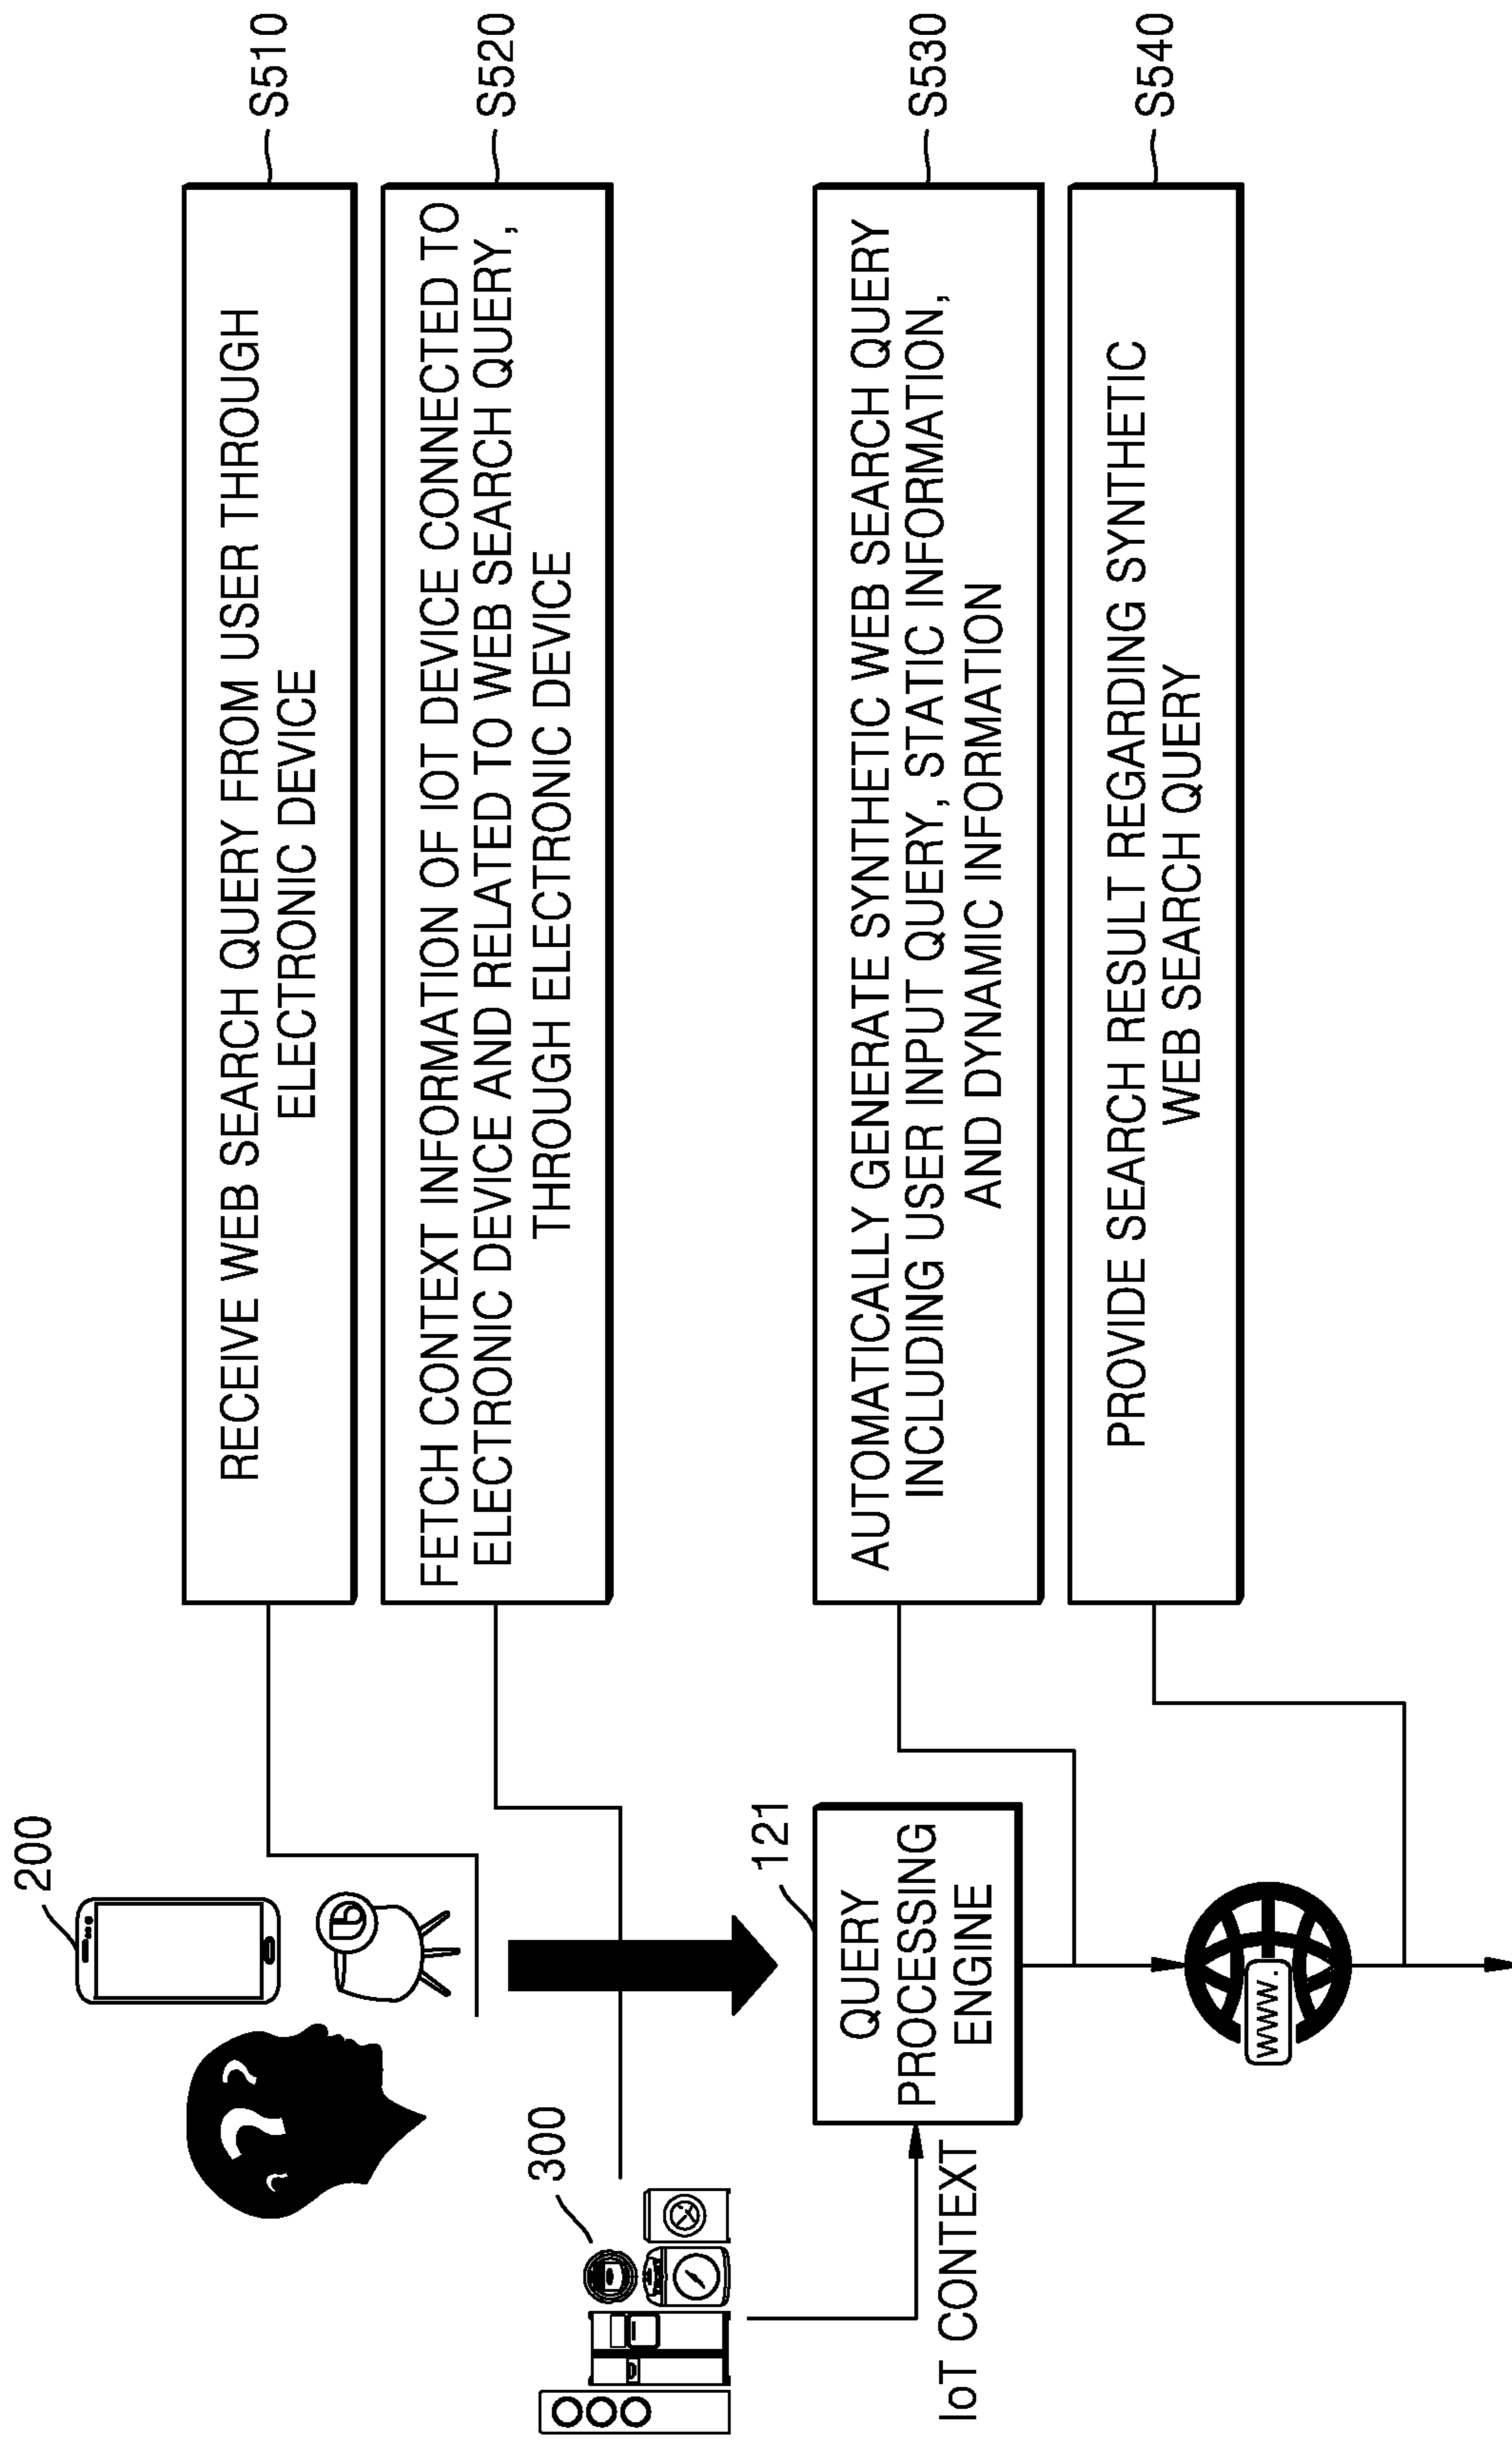 200
300
IoT CONTEXT
121
QUERY
PROCESSING
ENGINE
www.
RECEIVE WEB SEARCH QUERY FROM USER THROUGH
ELECTRONIC DEVICE
S510
FETCH CONTEXT INFORMATION OF IOT DEVICE CONNECTED TO
ELECTRONIC DEVICE AND RELATED TO WEB SEARCH QUERY,
THROUGH ELECTRONIC DEVICE
S520
AUTOMATICALLY GENERATE SYNTHETIC WEB SEARCH QUERY
INCLUDING USER INPUT QUERY, STATIC INFORMATION,
AND DYNAMIC INFORMATION
S530
PROVIDE SEARCH RESULT REGARDING SYNTHETIC
WEB SEARCH QUERY
S540